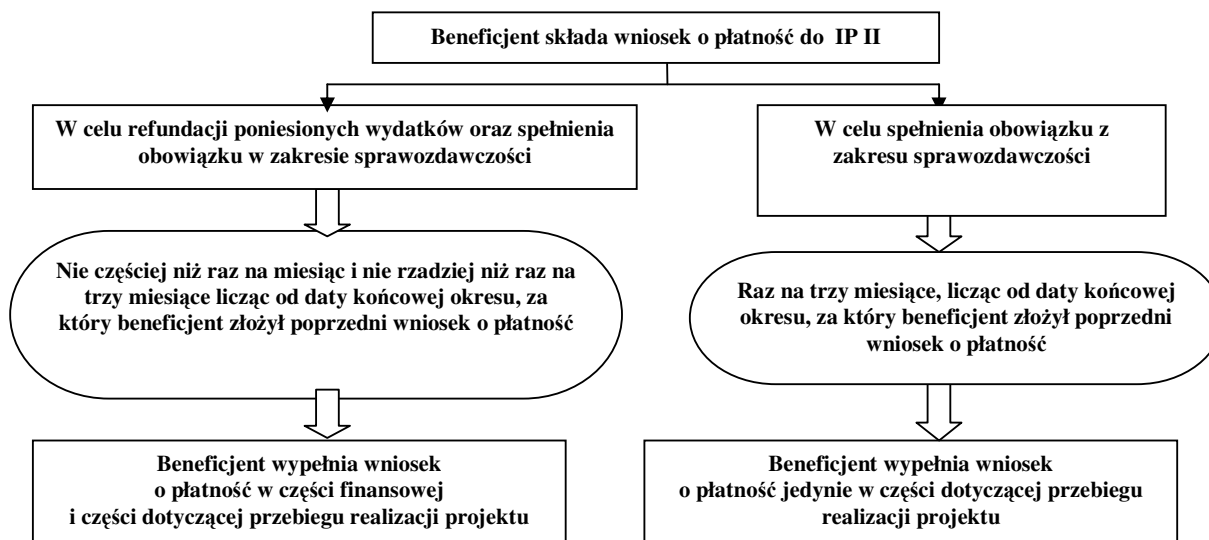 Beneficjent składa wniosek o płatność do IP II
W celu refundacji poniesionych wydatków oraz spełnienia
obowiązku w zakresie sprawozdawczości
W celu spełnienia obowiązku z
zakresu sprawozdawczości
Nie częściej niż raz na miesiąc i nie rzadziej niż raz na
trzy miesiące licząc od daty końcowej okresu, za
który beneficjent złożył poprzedni wniosek o płatność
Raz na trzy miesiące, licząc od daty końcowej
okresu, za który beneficjent złożył poprzedni
wniosek o płatność
Beneficjent wypełnia wniosek
o płatność w części finansowej
i części dotyczącej przebiegu realizacji projektu
Beneficjent wypełnia wniosek
o płatność jedynie w części dotyczącej przebiegu
realizacji projektu